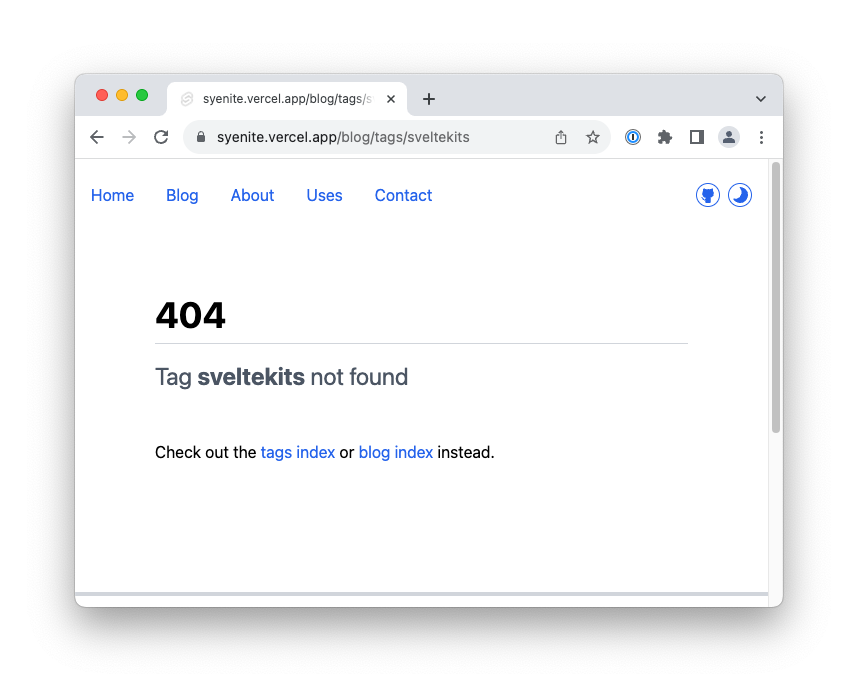 syenite.vercel.app/blog/tags/s
syenite.vercel.app/blog/tags/sveltekits
Home Blog About Uses Contact
404
Tag sveltekits not found
Check out the tags index or blog index instead.